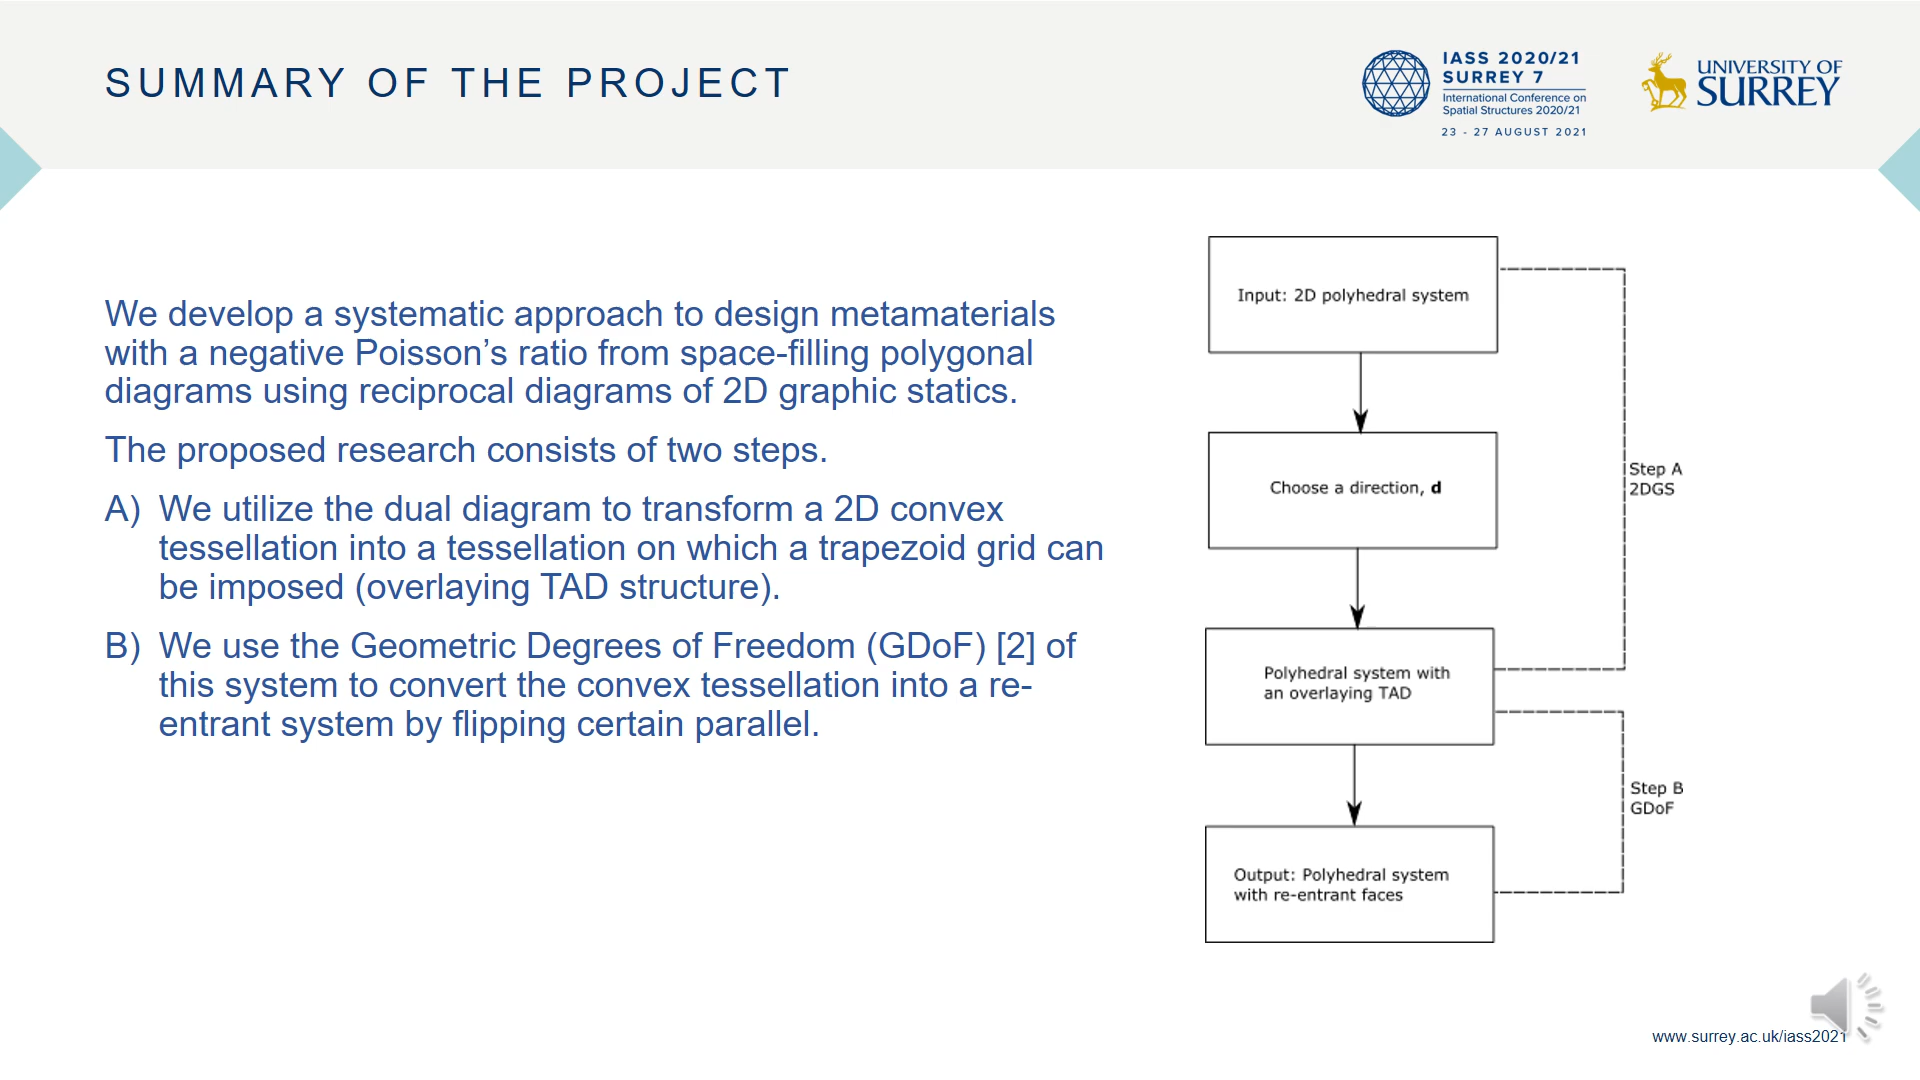 SUMMARY OF THE PROJECT
IASS 2020/21
SURREY 7
International Conference on
Spatial Structures 2020/21
23 - 27 AUGUST 2021
UNIVERSITY OF
SURREY
We develop a systematic approach to design metamaterials
with a negative Poisson’s ratio from space-filling polygonal
diagrams using reciprocal diagrams of 2D graphic statics.
The proposed research consists of two steps.
A) We utilize the dual diagram to transform a 2D convex
tessellation into a tessellation on which a trapezoid grid can
be imposed (overlaying TAD structure).
B) We use the Geometric Degrees of Freedom (GDoF) [2] of
this system to convert the convex tessellation into a re-
entrant system by flipping certain parallel.
Input: 2D polyhedral system
Choose a direction, d
Step A
2DGS
Polyhedral system with
an overlaying TAD
Step B
GDoF
Output: Polyhedral system
with re-entrant faces
www.surrey.ac.uk/iass2021